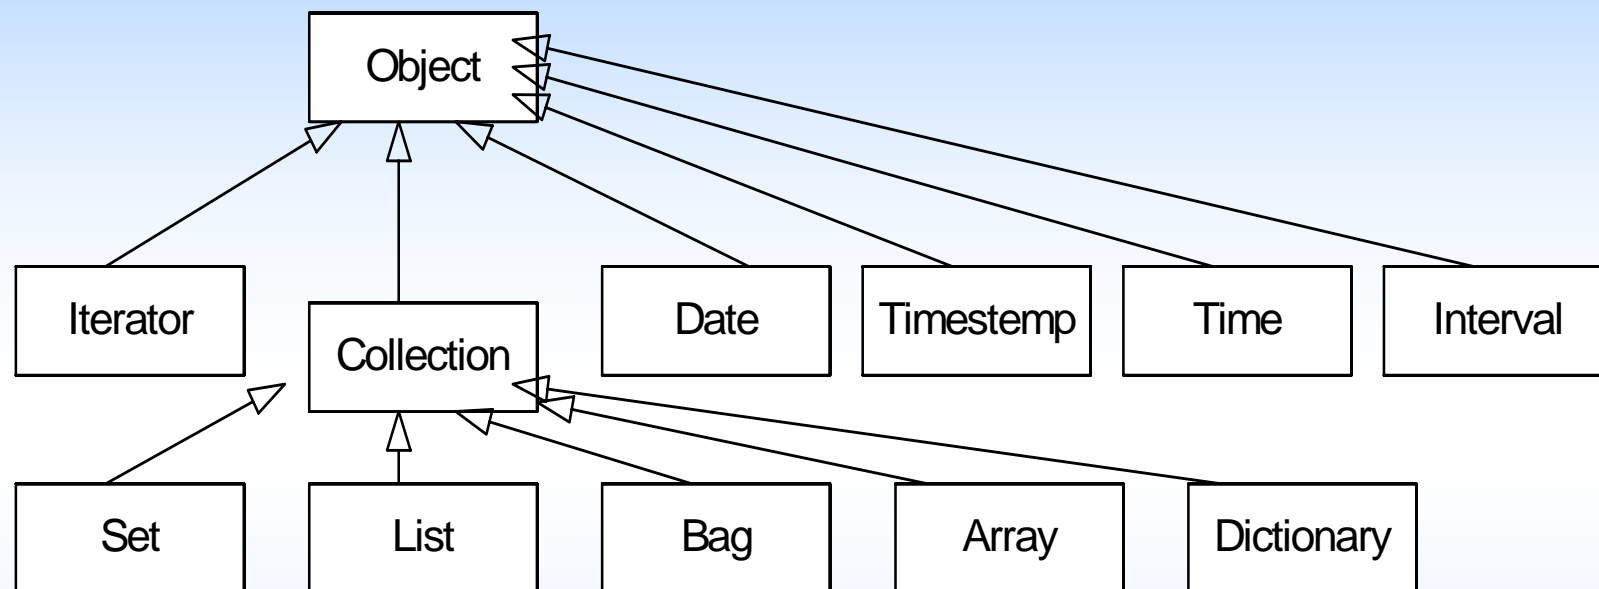 Object
Iterator
Collection
Date
Timestemp
Time
Interval
Set
List
Bag
Array
Dictionary